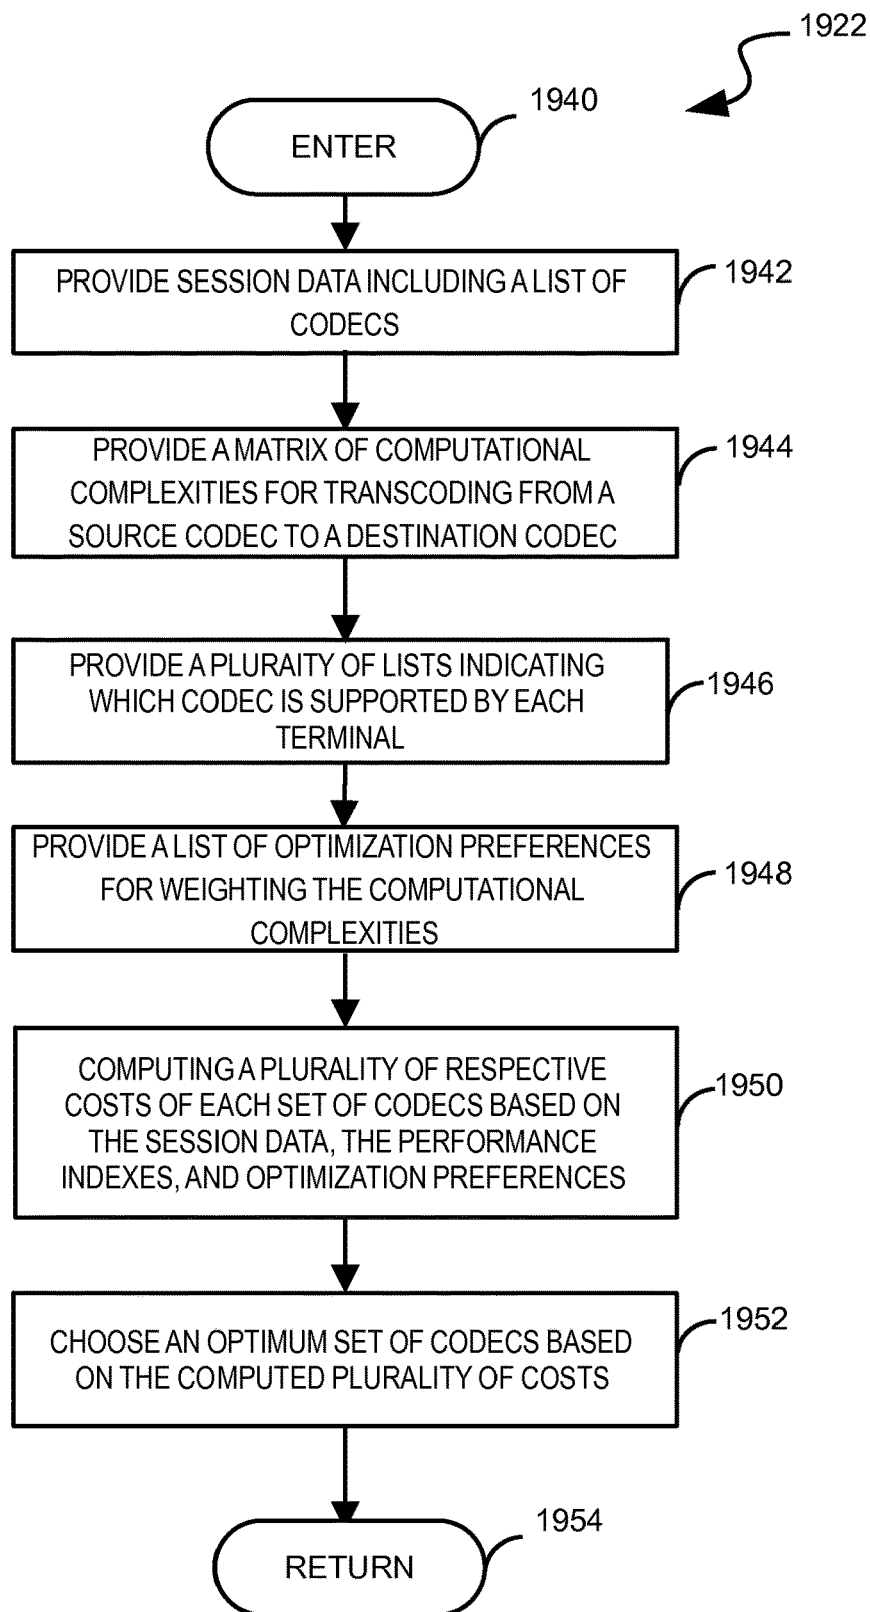 1922
1940
ENTER
PROVIDE SESSION DATA INCLUDING A LIST OF
CODECS
1942
PROVIDE A MATRIX OF COMPUTATIONAL
COMPLEXITIES FOR TRANSCODING FROM A
SOURCE CODEC TO A DESTINATION CODEC
1944
PROVIDE A PLURAITY OF LISTS INDICATING
WHICH CODEC IS SUPPORTED BY EACH
TERMINAL
1946
PROVIDE A LIST OF OPTIMIZATION PREFERENCES
FOR WEIGHTING THE COMPUTATIONAL
COMPLEXITIES
1948
COMPUTING A PLURALITY OF RESPECTIVE
COSTS OF EACH SET OF CODECS BASED ON
THE SESSION DATA, THE PERFORMANCE
INDEXES, AND OPTIMIZATION PREFERENCES
1950
CHOOSE AN OPTIMUM SET OF CODECS BASED
ON THE COMPUTED PLURALITY OF COSTS
1952
1954
RETURN